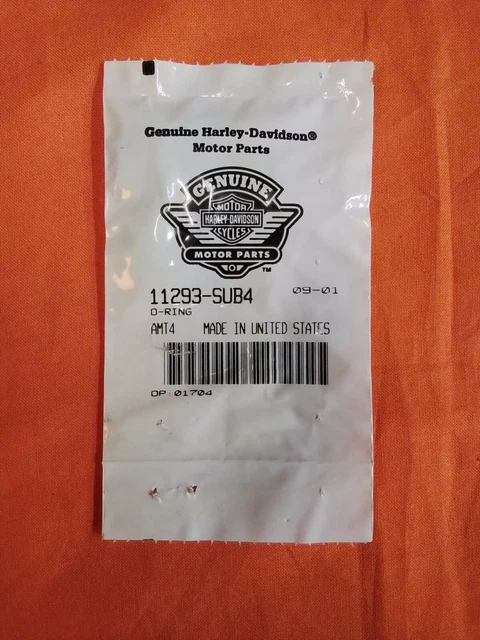 Genuine Harley-Davidson®
Motor Parts
GENUINE
MOTOR
HARLEY-DAVIDSON
CYCLES
MOTOR PARTS
TM
11293-SUB4 09-01
O-RING
AMT4 MADE IN UNITED STATES
OP:01704